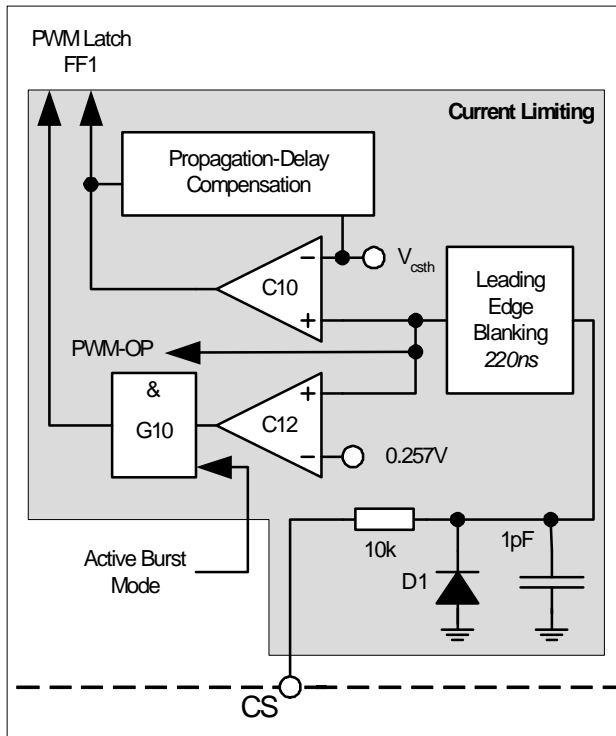 PWM Latch
FF1
Current Limiting
Propagation-Delay
Compensation
Vcsth
C10
Leading
Edge
Blanking
220ns
PWM-OP
&
G10
C12
0.257V
Active Burst
Mode
10k
D1
1pF
CS